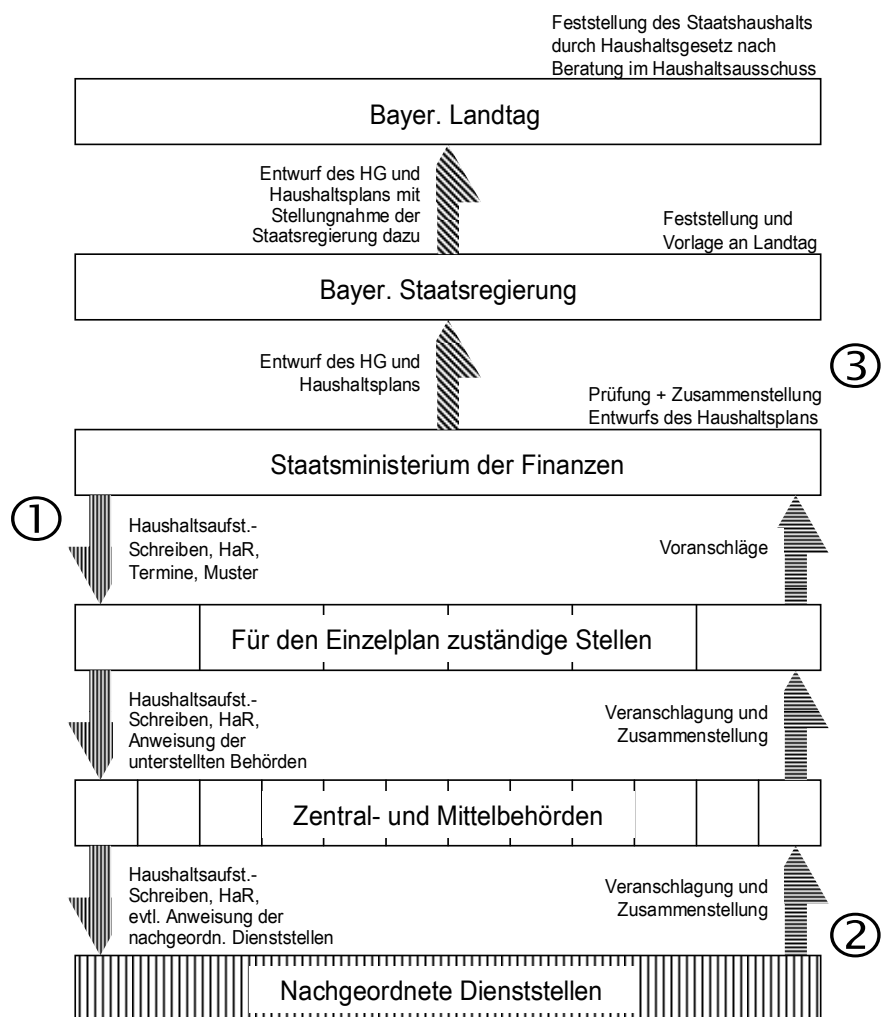 Feststellung des Staatshaushalts
durch Haushaltsgesetz nach
Beratung im Haushaltsausschuss
Bayer. Landtag
Entwurf des HG und
Haushaltsplans mit
Stellungnahme der
Staatsregierung dazu
Feststellung und
Vorlage an Landtag
Bayer. Staatsregierung
Entwurf des HG und
Haushaltsplans
③
Prüfung + Zusammenstellung
Entwurfs des Haushaltsplans
Staatsministerium der Finanzen
①
Haushaltsaufst.-
Schreiben, HaR,
Termine, Muster
Voranschläge
Für den Einzelplan zuständige Stellen
Haushaltsaufst.-
Schreiben, HaR,
Anweisung der
unterstellten Behörden
Veranschlagung und
Zusammenstellung
Zentral- und Mittelbehörden
Haushaltsaufst.-
Schreiben, HaR,
evtl. Anweisung der
nachgeordn. Dienststellen
Veranschlagung und
Zusammenstellung
②
Nachgeordnete Dienststellen